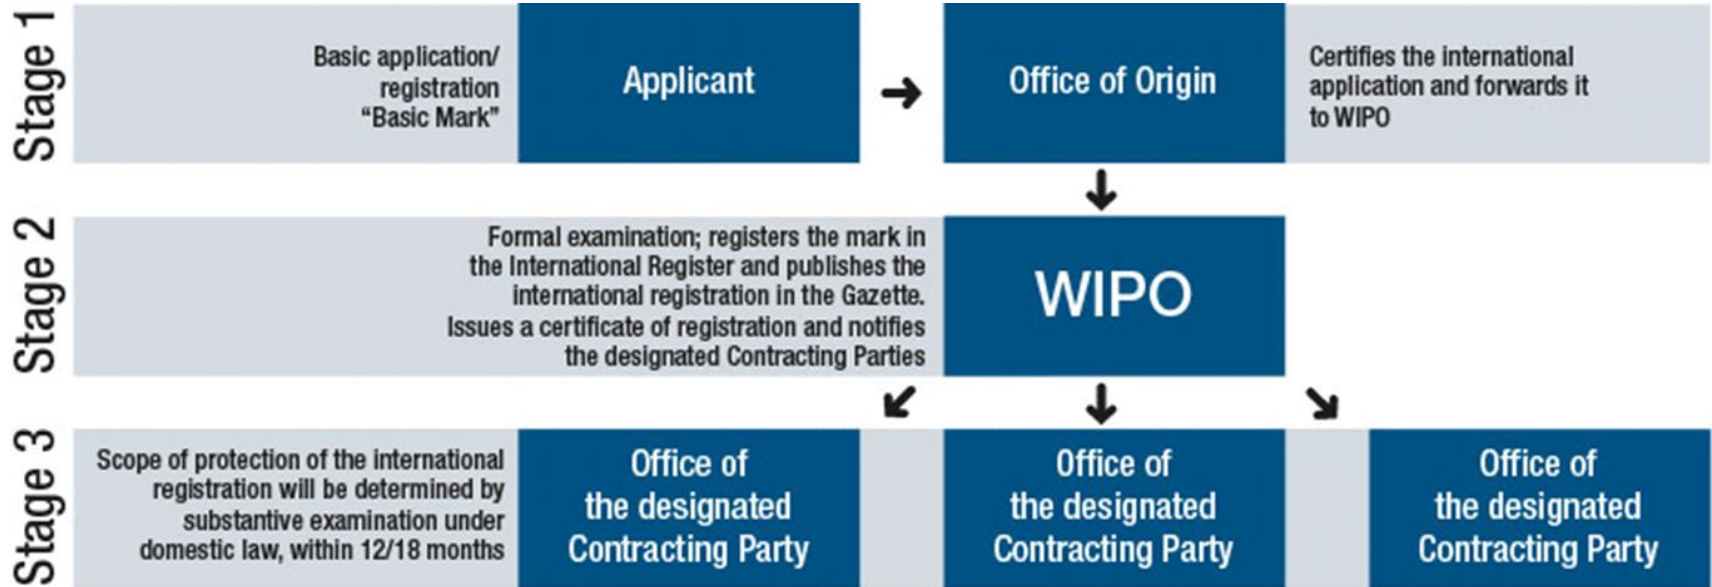 Stage 1
Basic application/
registration
“Basic Mark”
Applicant
Office of Origin
Certifies the international
application and forwards it
to WIPO
Stage 2
Formal examination; registers the mark in
the International Register and publishes the
international registration in the Gazette.
Issues a certificate of registration and notifies
the designated Contracting Parties
WIPO
Stage 3
Scope of protection of the international
registration will be determined by
substantive examination under
domestic law, within 12/18 months
Office of
the designated
Contracting Party
Office of
the designated
Contracting Party
Office of
the designated
Contracting Party